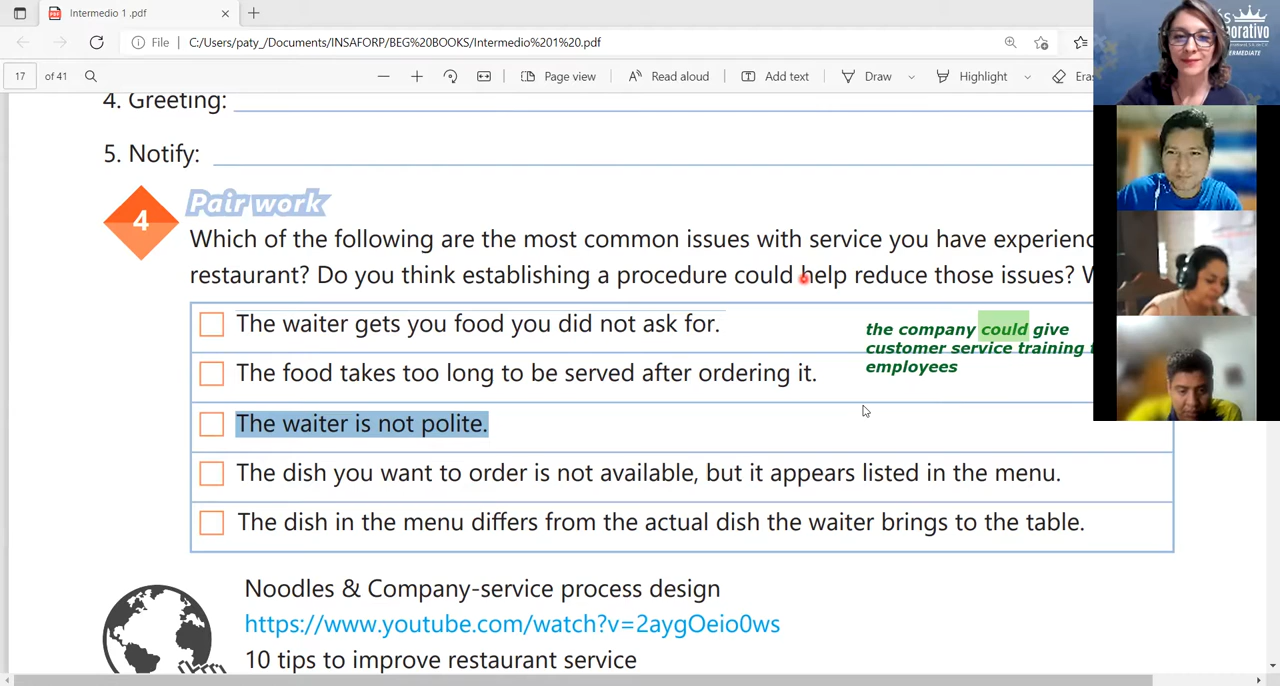 Intermedio 1 .pdf
File C:/Users/paty_/Documents/INSAFORP/BEG%20BOOKS/Intermedio%201%20.pdf
17 of 41 Page view Read aloud Add text Draw Highlight Eras
orativo
4. Greeting:
5. Notify:
4 Pair work
Which of the following are the most common issues with service you have experienc
restaurant? Do you think establishing a procedure could help reduce those issues? W
The waiter gets you food you did not ask for.
the company could give
customer service training t
employees
The food takes too long to be served after ordering it.
The waiter is not polite.
The dish you want to order is not available, but it appears listed in the menu.
The dish in the menu differs from the actual dish the waiter brings to the table.
Noodles & Company-service process design
https://www.youtube.com/watch?v=2aygOeio0ws
10 tips to improve restaurant service